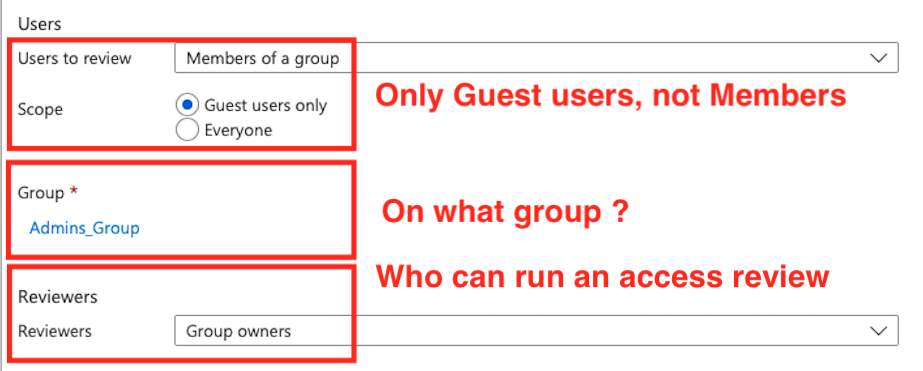 Users
Users to review Members of a group
Only Guest users, not Members
Scope Guest users only
Everyone
Group *
On what group ?
Admins_Group
Who can run an access review
Reviewers
Reviewers Group owners